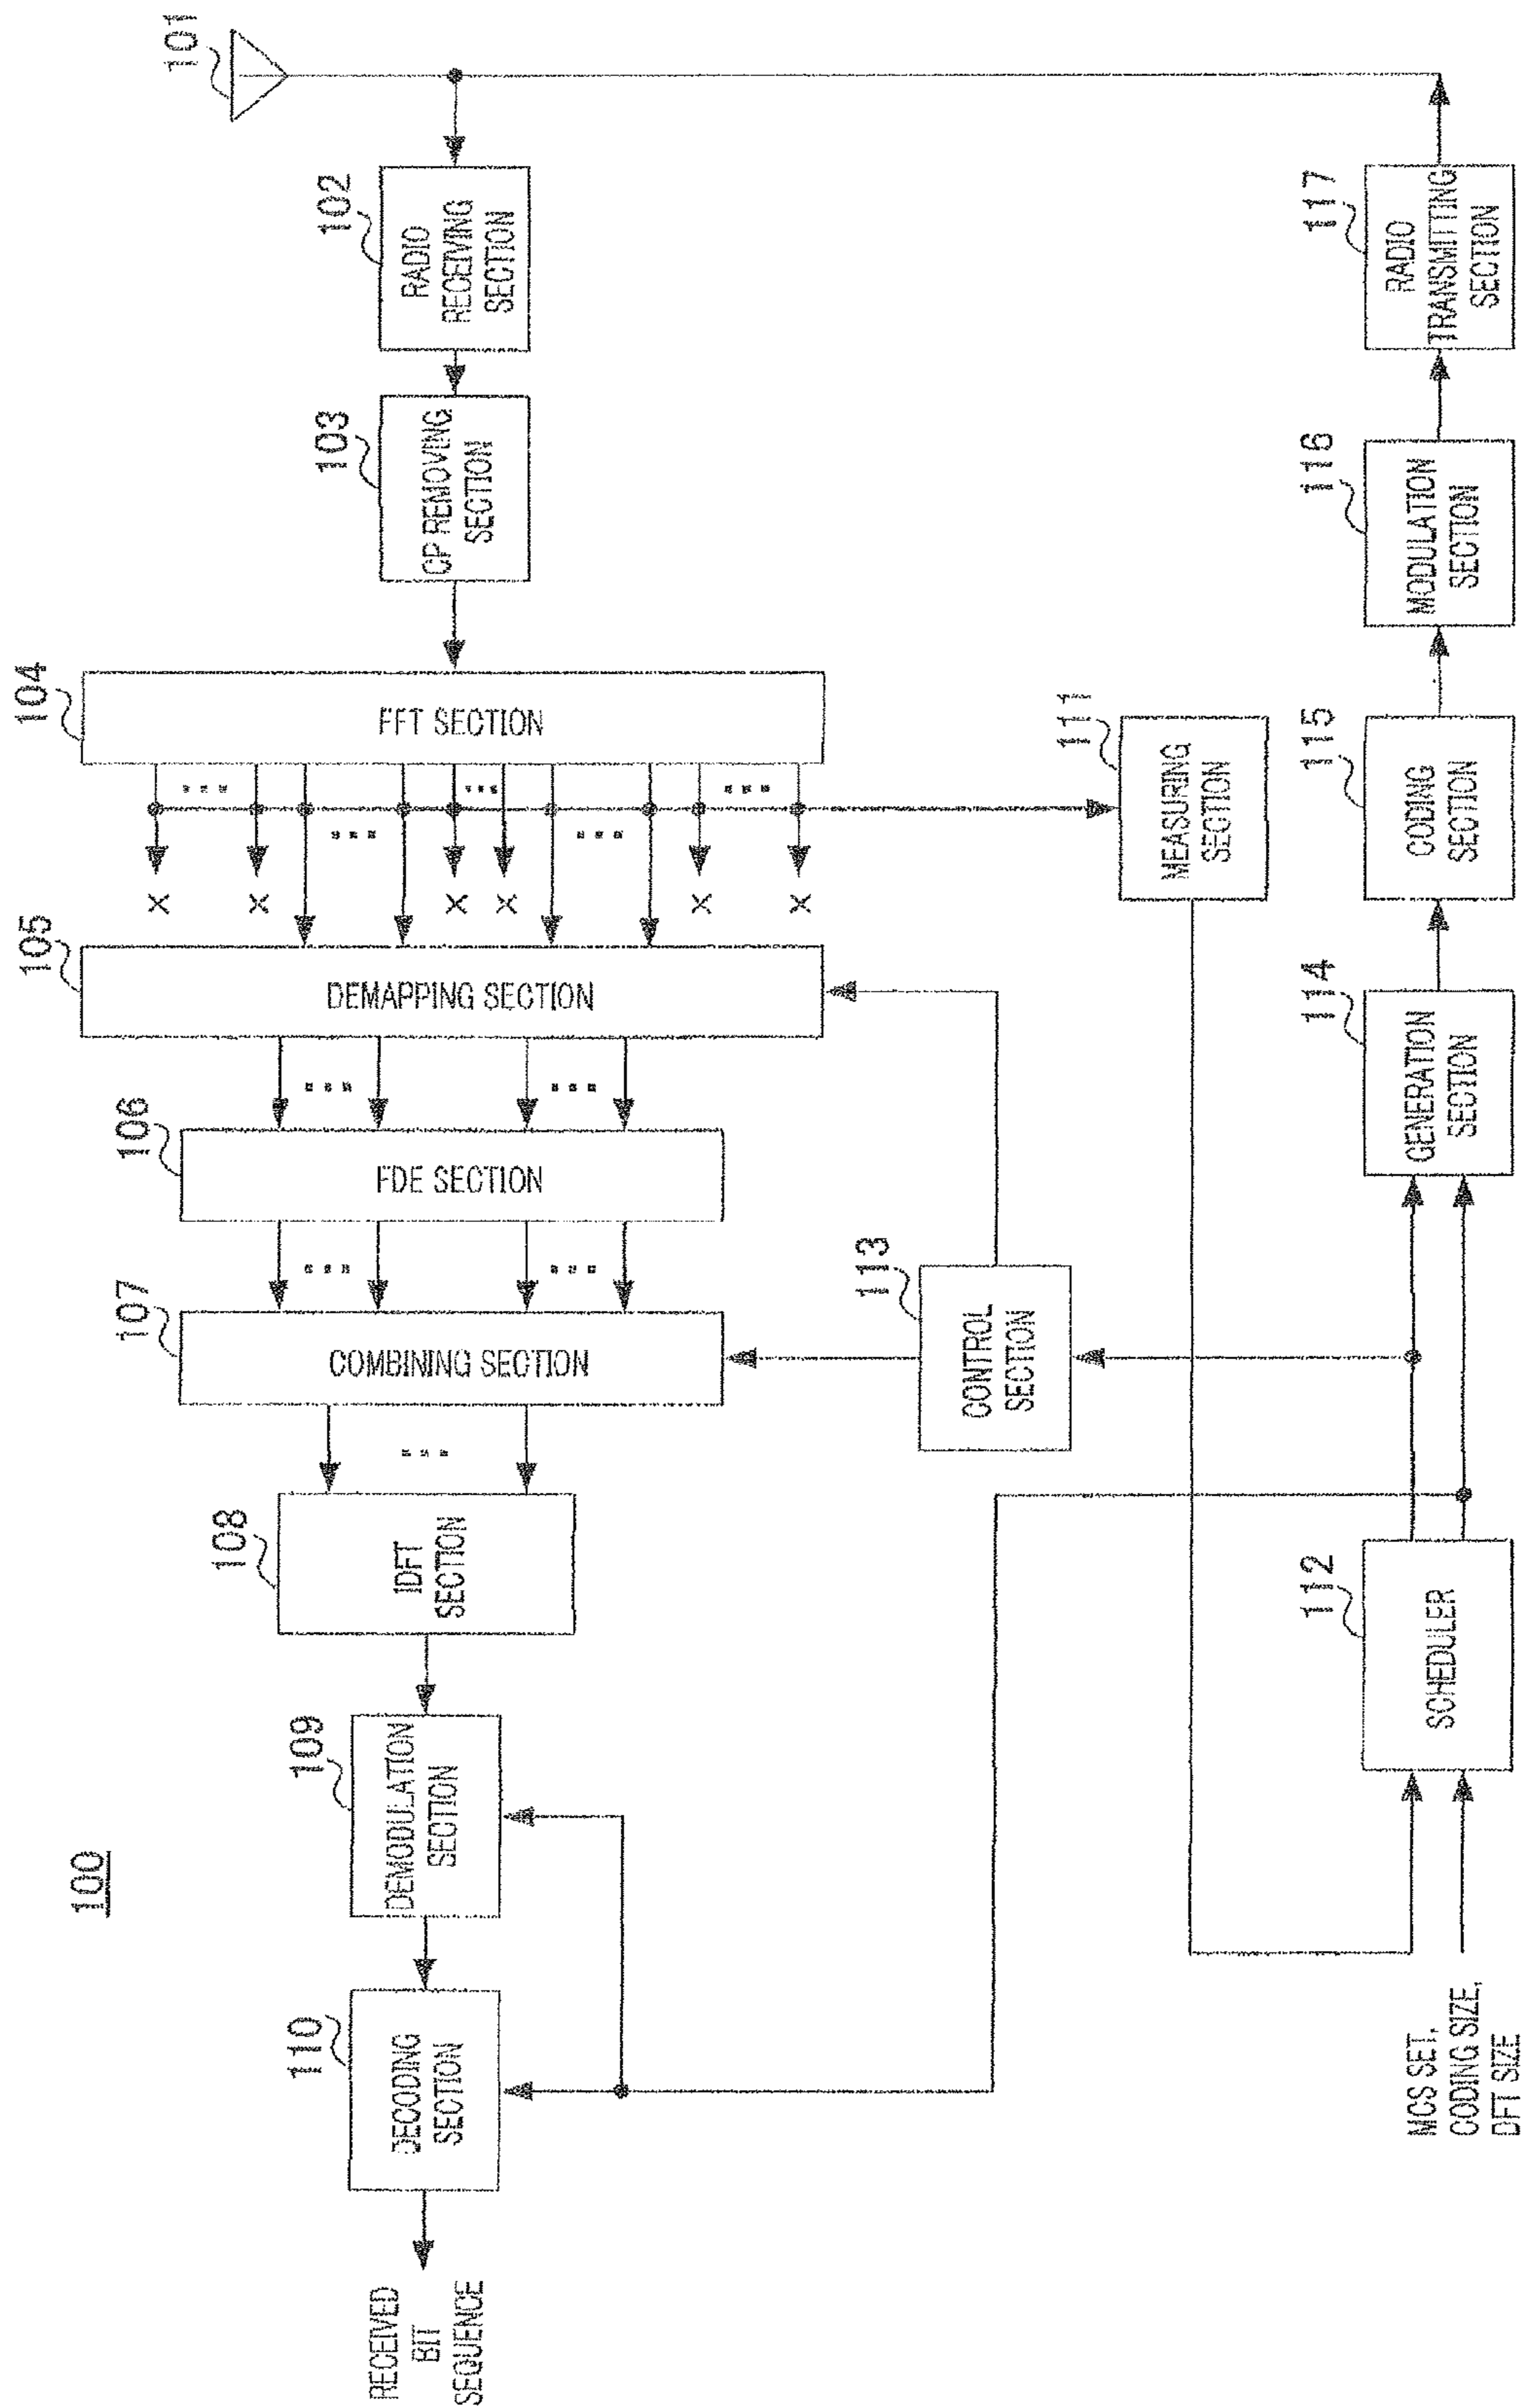 100
101
RADIO
RECEIVING
SECTION
102
CP REMOVING
SECTION
103
FFT SECTION
104
DEMAPPING SECTION
105
FDE SECTION
106
COMBINING SECTION
107
IDFT
SECTION
108
DEMODULATION
SECTION
109
DECODING
SECTION
110
RECEIVED
BIT
SEQUENCE
X
X
X
X
X
X
MEASURING
SECTION
111
CONTROL
SECTION
113
MCS SET,
CODING SIZE,
DFT SIZE
SCHEDULER
112
GENERATION
SECTION
114
CODING
SECTION
115
MODULATION
SECTION
116
RADIO
TRANSMITTING
SECTION
117